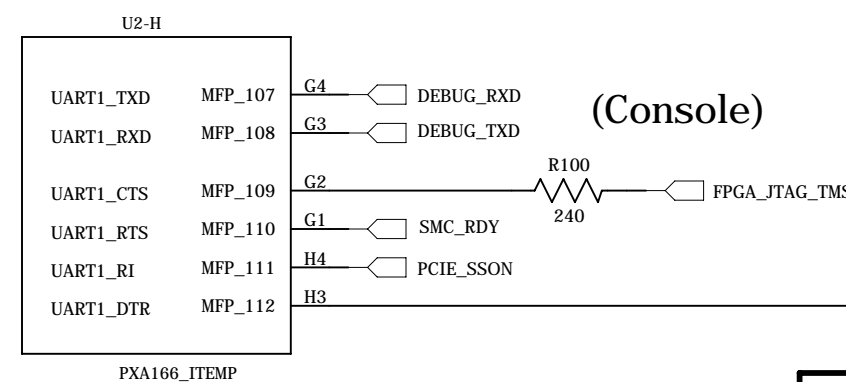 U2-H
UART1_TXD MFP_107 G4 DEBUG_RXD
(Console)
UART1_RXD MFP_108 G3 DEBUG_TXD
R100
UART1_CTS MFP_109 G2 FPGA_JTAG_TMS
240
UART1_RTS MFP_110 G1 SMC_RDY
UART1_RI MFP_111 H4 PCIE_SSON
UART1_DTR MFP_112 H3
PXA166_ITEMP